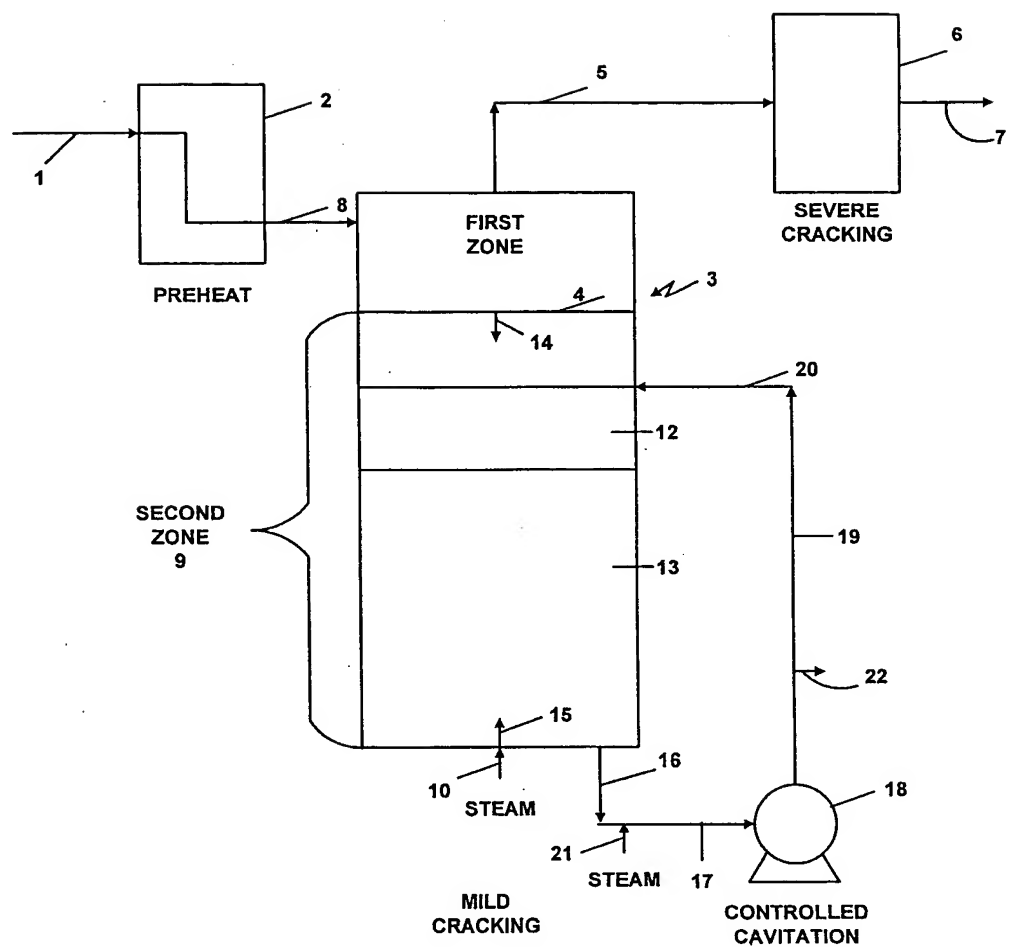 6
5
2
1
7
8
FIRST
ZONE
SEVERE
CRACKING
PREHEAT
3
4
14
20
12
SECOND
ZONE
9
19
13
22
15
10
STEAM
16
18
21
STEAM
17
MILD
CRACKING
CONTROLLED
CAVITATION